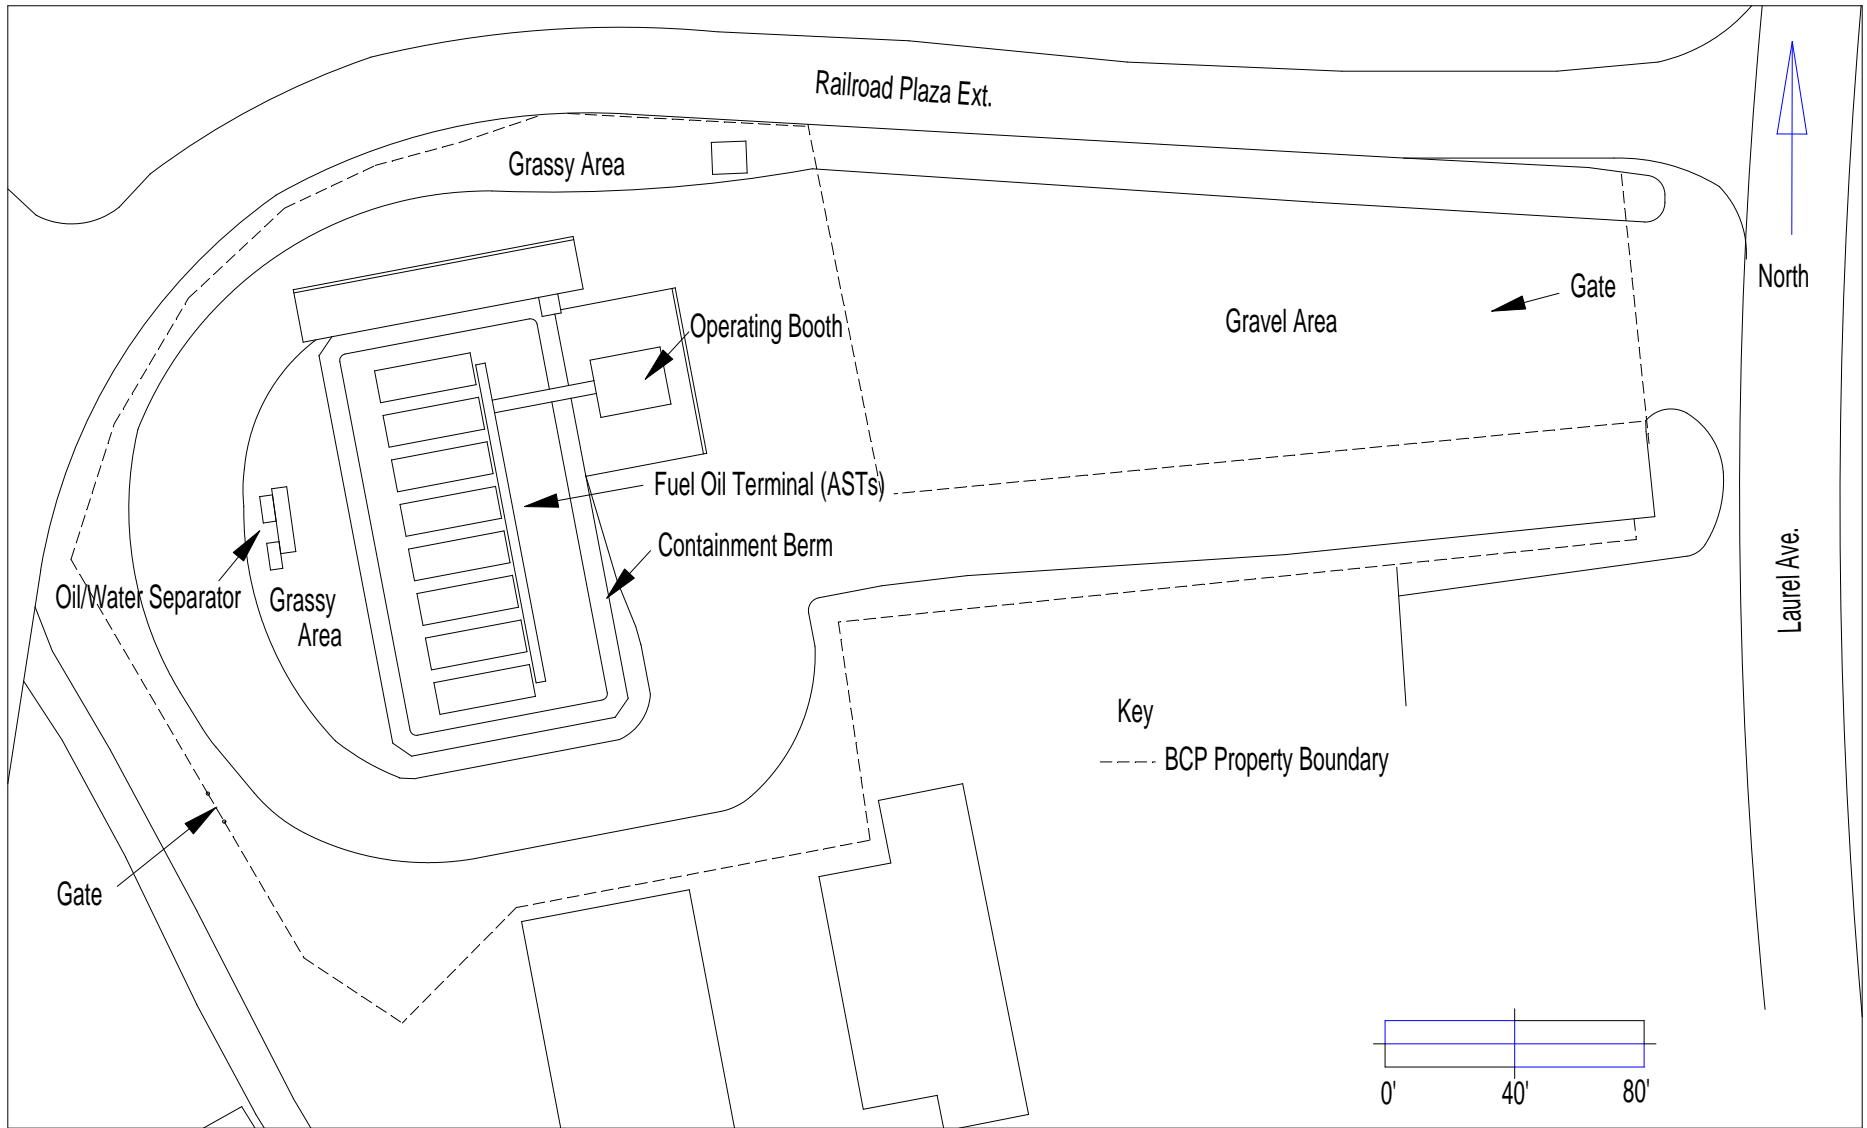 Railroad Plaza Ext.
Grassy Area
North
Gate
Gravel Area
Operating Booth
Fuel Oil Terminal (ASTs)
Containment Berm
Oil/Water Separator
Grassy
Area
Laurel Ave.
Key
BCP Property Boundary
Gate
0' 40' 80'